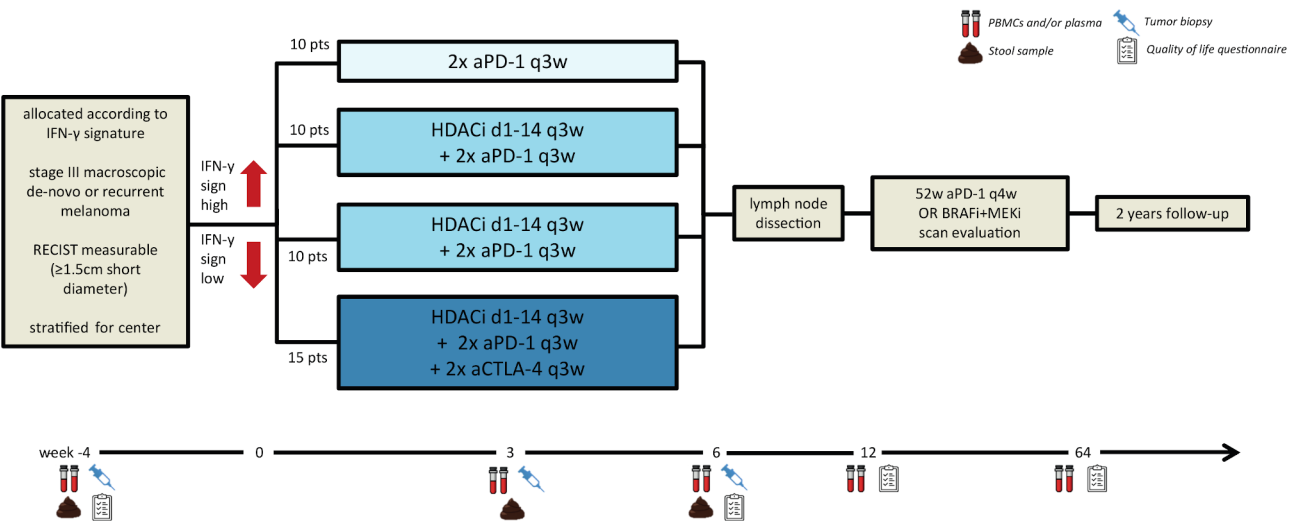 PBMCs and/or plasma
Tumor biopsy
Stool sample
Quality of life questionnaire
allocated according to
IFN-γ signature
stage III macroscopic
de-novo or recurrent
melanoma
RECIST measurable
(≥1.5cm short
diameter)
stratified for center
IFN-γ
sign
high
IFN-γ
sign
low
10 pts
2x aPD-1 q3w
10 pts
HDACi d1-14 q3w
+ 2x aPD-1 q3w
10 pts
HDACi d1-14 q3w
+ 2x aPD-1 q3w
15 pts
HDACi d1-14 q3w
+ 2x aPD-1 q3w
+ 2x aCTLA-4 q3w
lymph node
dissection
52w aPD-1 q4w
OR BRAFi+MEKi
scan evaluation
2 years follow-up
week -4 0 3 6 12 64